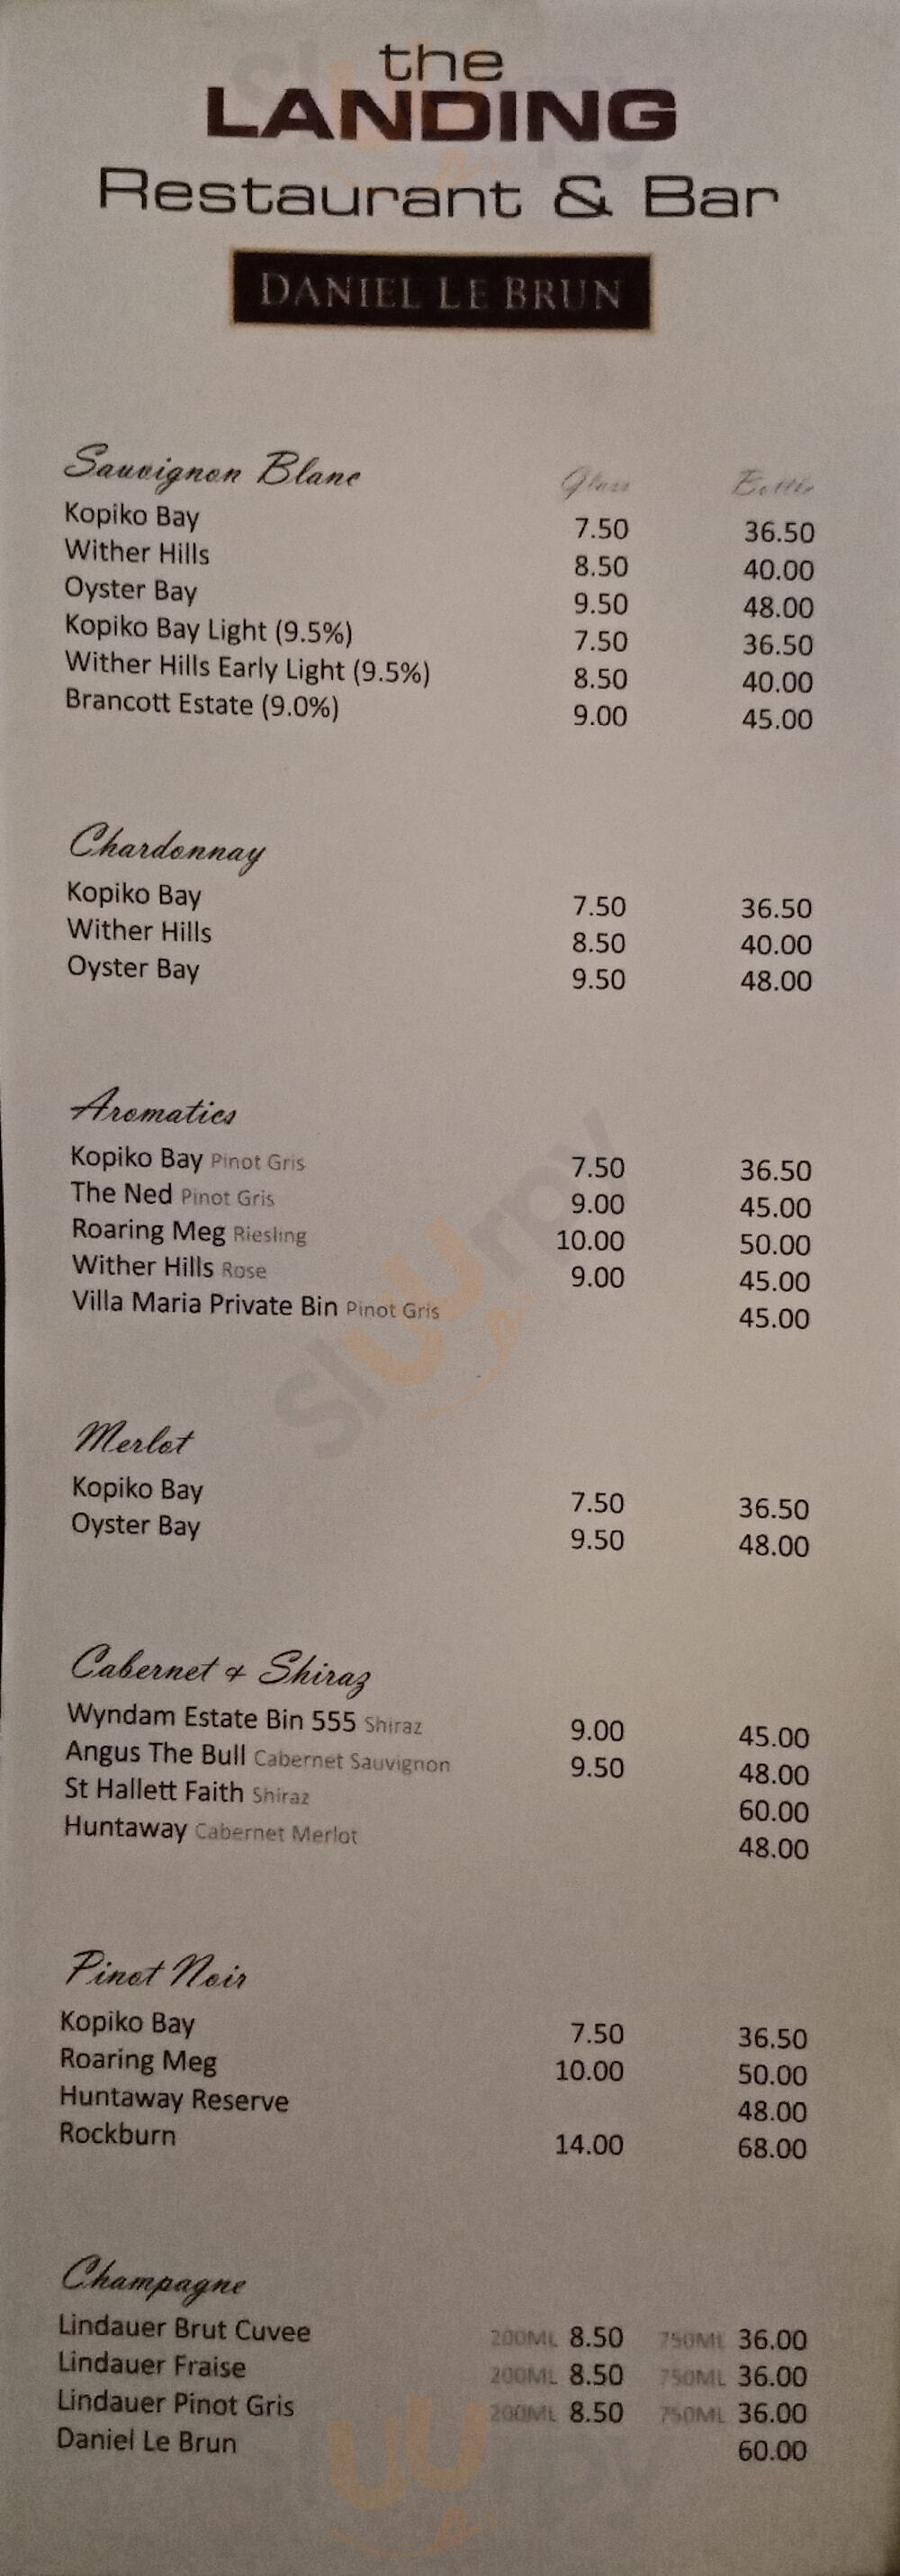 the
LANDING
Restaurant & Bar
DANIEL LE BRUN
Sauvignon Blanc Glass Bottle
Kopiko Bay 7.50 36.50
Wither Hills 8.50 40.00
Oyster Bay 9.50 48.00
Kopiko Bay Light (9.5%) 7.50 36.50
Wither Hills Early Light (9.5%) 8.50 40.00
Brancott Estate (9.0%) 9.00 45.00
Chardonnay
Kopiko Bay 7.50 36.50
Wither Hills 8.50 40.00
Oyster Bay 9.50 48.00
Aromatics
Kopiko Bay Pinot Gris 7.50 36.50
The Ned Pinot Gris 9.00 45.00
Roaring Meg Riesling 10.00 50.00
Wither Hills Rose 9.00 45.00
Villa Maria Private Bin Pinot Gris 45.00
sluurpy
Merlot
Kopiko Bay 7.50 36.50
Oyster Bay 9.50 48.00
Cabernet & Shiraz
Wyndam Estate Bin 555 Shiraz 9.00 45.00
Angus The Bull Cabernet Sauvignon 9.50 48.00
St Hallett Faith Shiraz 60.00
Huntaway Cabernet Merlot 48.00
Pinot Noir
Kopiko Bay 7.50 36.50
Roaring Meg 10.00 50.00
Huntaway Reserve 48.00
Rockburn 14.00 68.00
Champagne
Lindauer Brut Cuvee 200ML 8.50 750ML 36.00
Lindauer Fraise 200ML 8.50 750ML 36.00
Lindauer Pinot Gris 200ML 8.50 750ML 36.00
Daniel Le Brun 60.00